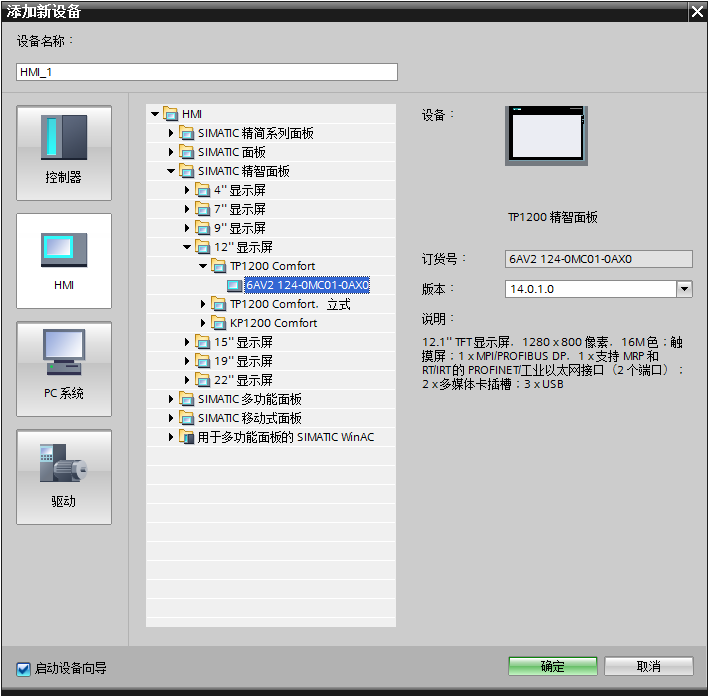 添加新设备
设备名称：
HMI_1
控制器
HMI
PC 系统
驱动
HMI
SIMATIC 精简系列面板
SIMATIC 面板
SIMATIC 精智面板
4'' 显示屏
7'' 显示屏
9'' 显示屏
12'' 显示屏
TP1200 Comfort
6AV2 124-0MC01-0AX0
TP1200 Comfort，立式
KP1200 Comfort
15'' 显示屏
19'' 显示屏
22'' 显示屏
SIMATIC 多功能面板
SIMATIC 移动式面板
用于多功能面板的 SIMATIC WinAC
设备：
TP1200 精智面板
订货号：
6AV2 124-0MC01-0AX0
版本：
14.0.1.0
说明：
12.1'' TFT 显示屏，1280 x 800 像素，16M 色；触
摸屏；1 x MPI/PROFIBUS DP，1 x 支持 MRP 和
RT/IRT 的 PROFINET/工业以太网接口（2 个端口）；
2 x 多媒体卡插槽；3 x USB
启动设备向导
确定
取消